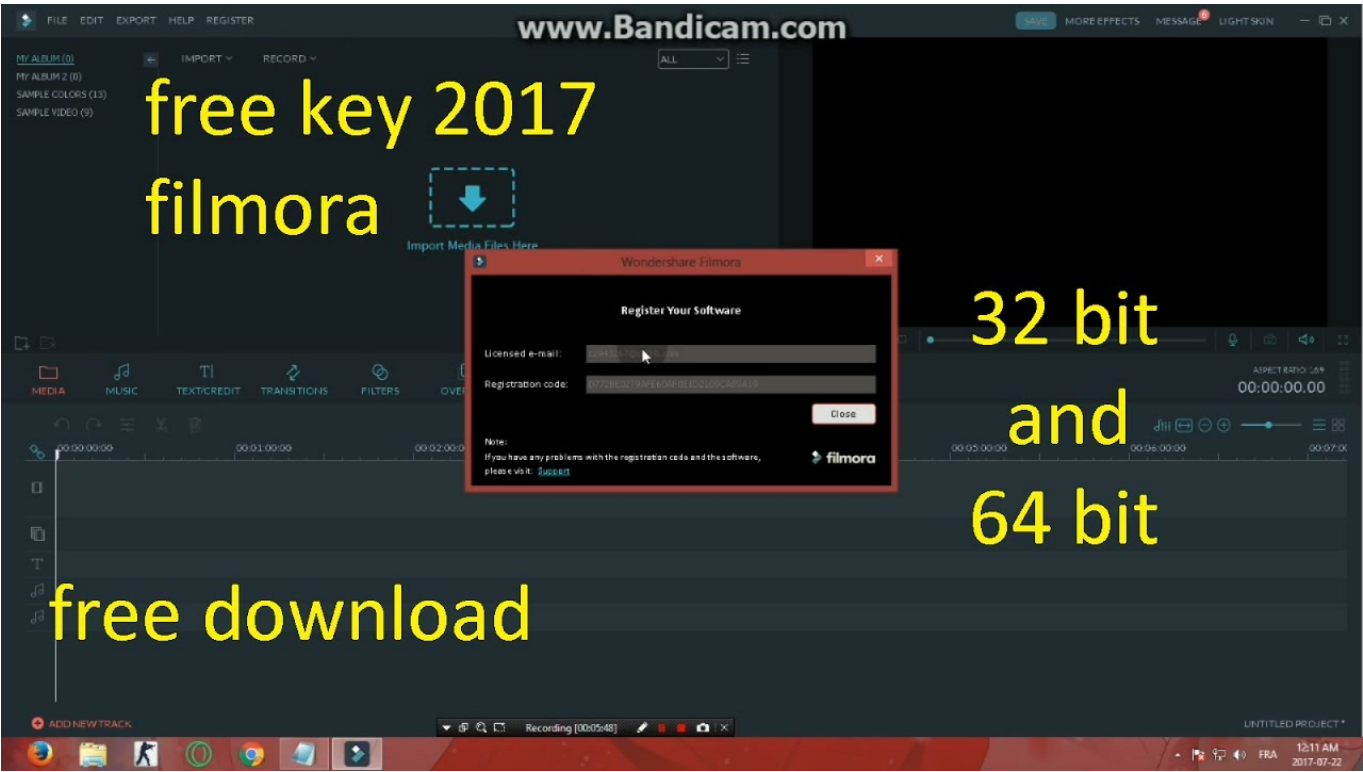 www.Bandicam.com
FILE EDIT EXPORT HELP REGISTER
SAVE MORE EFFECTS MESSAGE 6 LIGHT SKIN
MY ALBUM (0)
IMPORT RECORD
ALL
MY ALBUM 2 (0)
SAMPLE COLORS (13)
SAMPLE VIDEO (9)
free key 2017
filmora
Import Media Files Here
Wondershare Filmora
Register Your Software
Licensed e-mail:
Registration code:
Close
Note:
If you have any problems with the registration code and the software,
please visit: Support
filmora
32 bit
and
64 bit
MEDIA MUSIC TEXT/CREDIT TRANSITIONS FILTERS
ASPECT RATIO 16:9
00:00:00.00
00:00:00:00 00:01:00:00 00:05:00:00 00:06:00:00
free download
ADD NEW TRACK
Recording [00:05:48]
UNTITLED PROJECT*
FRA
12:11 AM
2017-07-22